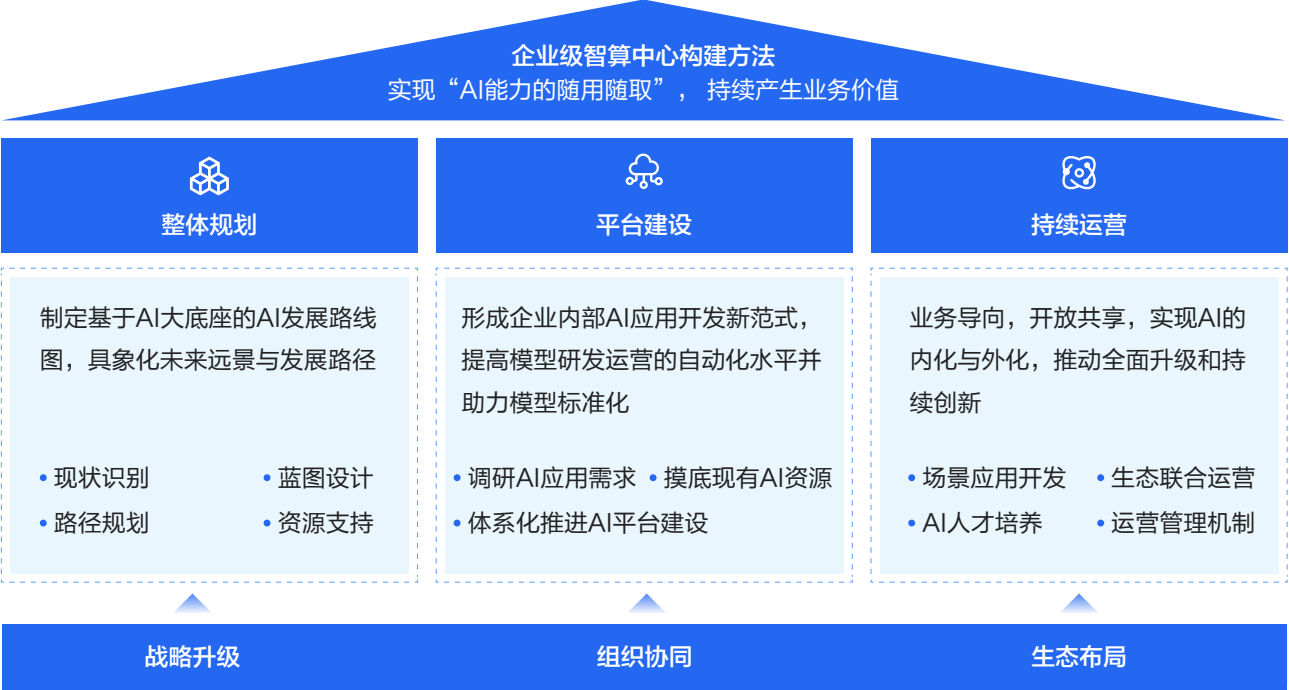 企业级智算中心构建方法
实现“AI能力的随用随取”， 持续产生业务价值
整体规划
制定基于AI大底座的AI发展路线
图，具象化未来远景与发展路径
• 现状识别
• 蓝图设计
• 路径规划
• 资源支持
平台建设
形成企业内部AI应用开发新范式，
提高模型研发运营的自动化水平并
助力模型标准化
• 调研AI应用需求
• 摸底现有AI资源
• 体系化推进AI平台建设
持续运营
业务导向，开放共享，实现AI的
内化与外化，推动全面升级和持
续创新
• 场景应用开发
• 生态联合运营
• AI人才培养
• 运营管理机制
战略升级
组织协同
生态布局